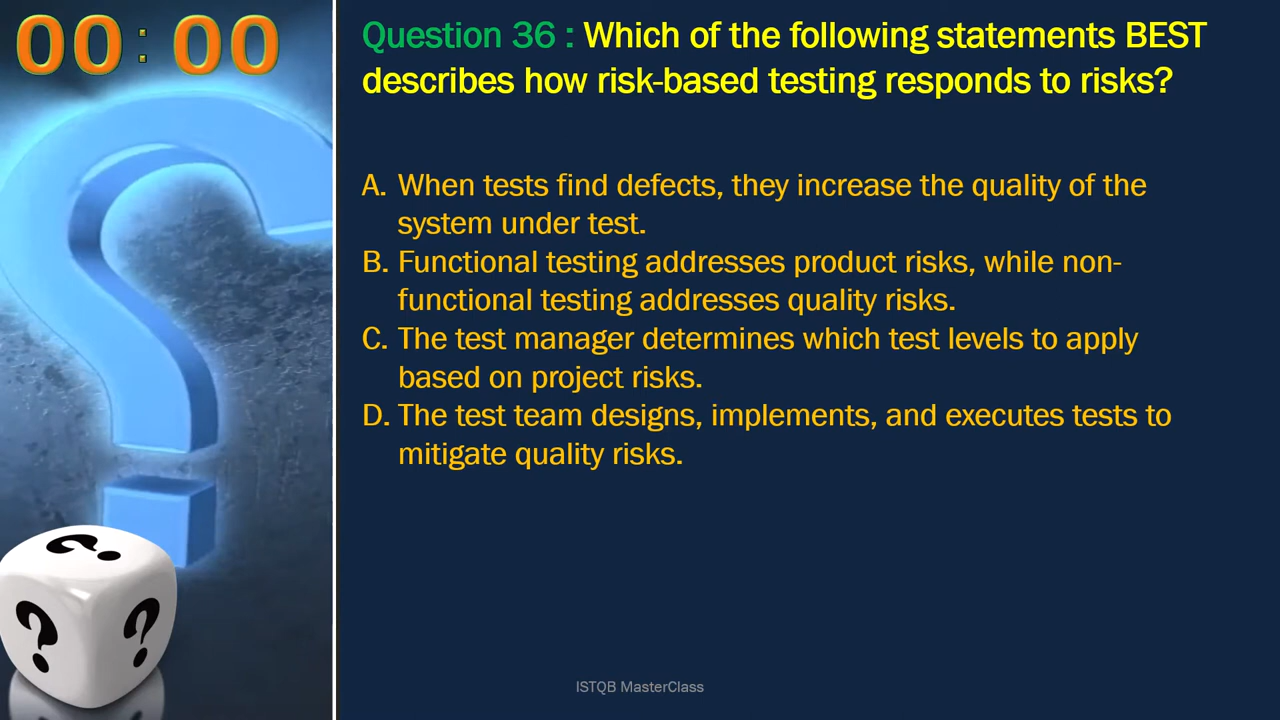 00:00
Question 36 : Which of the following statements BEST
describes how risk-based testing responds to risks?
A. When tests find defects, they increase the quality of the
system under test.
B. Functional testing addresses product risks, while non-
functional testing addresses quality risks.
C. The test manager determines which test levels to apply
based on project risks.
D. The test team designs, implements, and executes tests to
mitigate quality risks.
?
?
?
?
ISTQB MasterClass